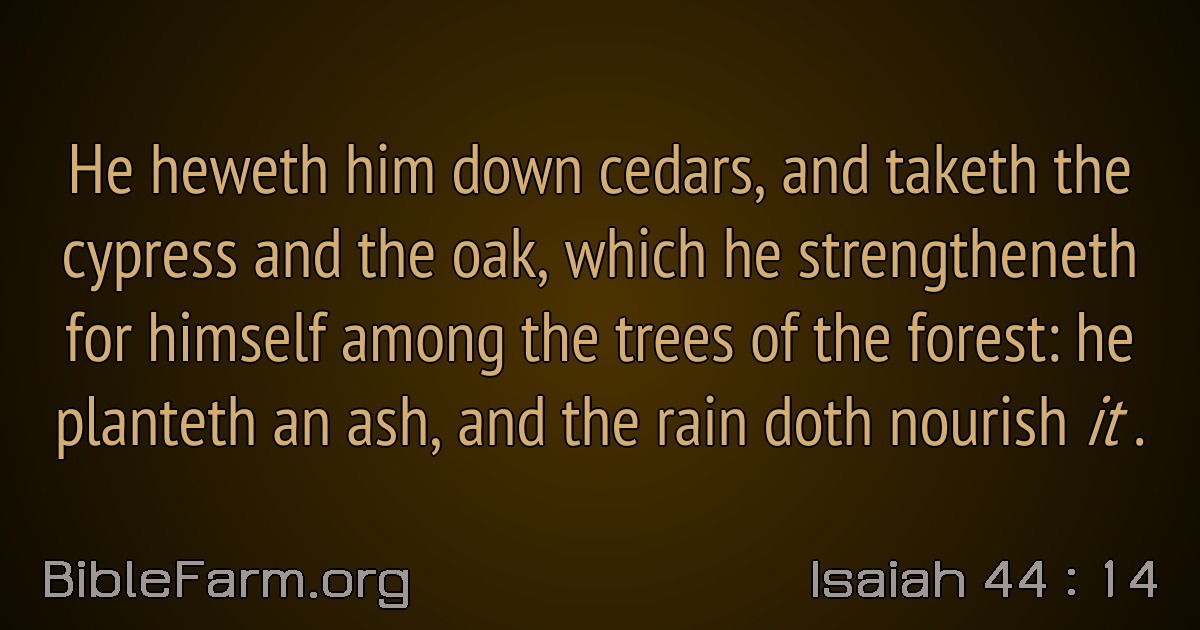 He heweth him down cedars, and taketh the
cypress and the oak, which he strengtheneth
for himself among the trees of the forest: he
planteth an ash, and the rain doth nourish it .
BibleFarm.org
Isaiah 44 : 14